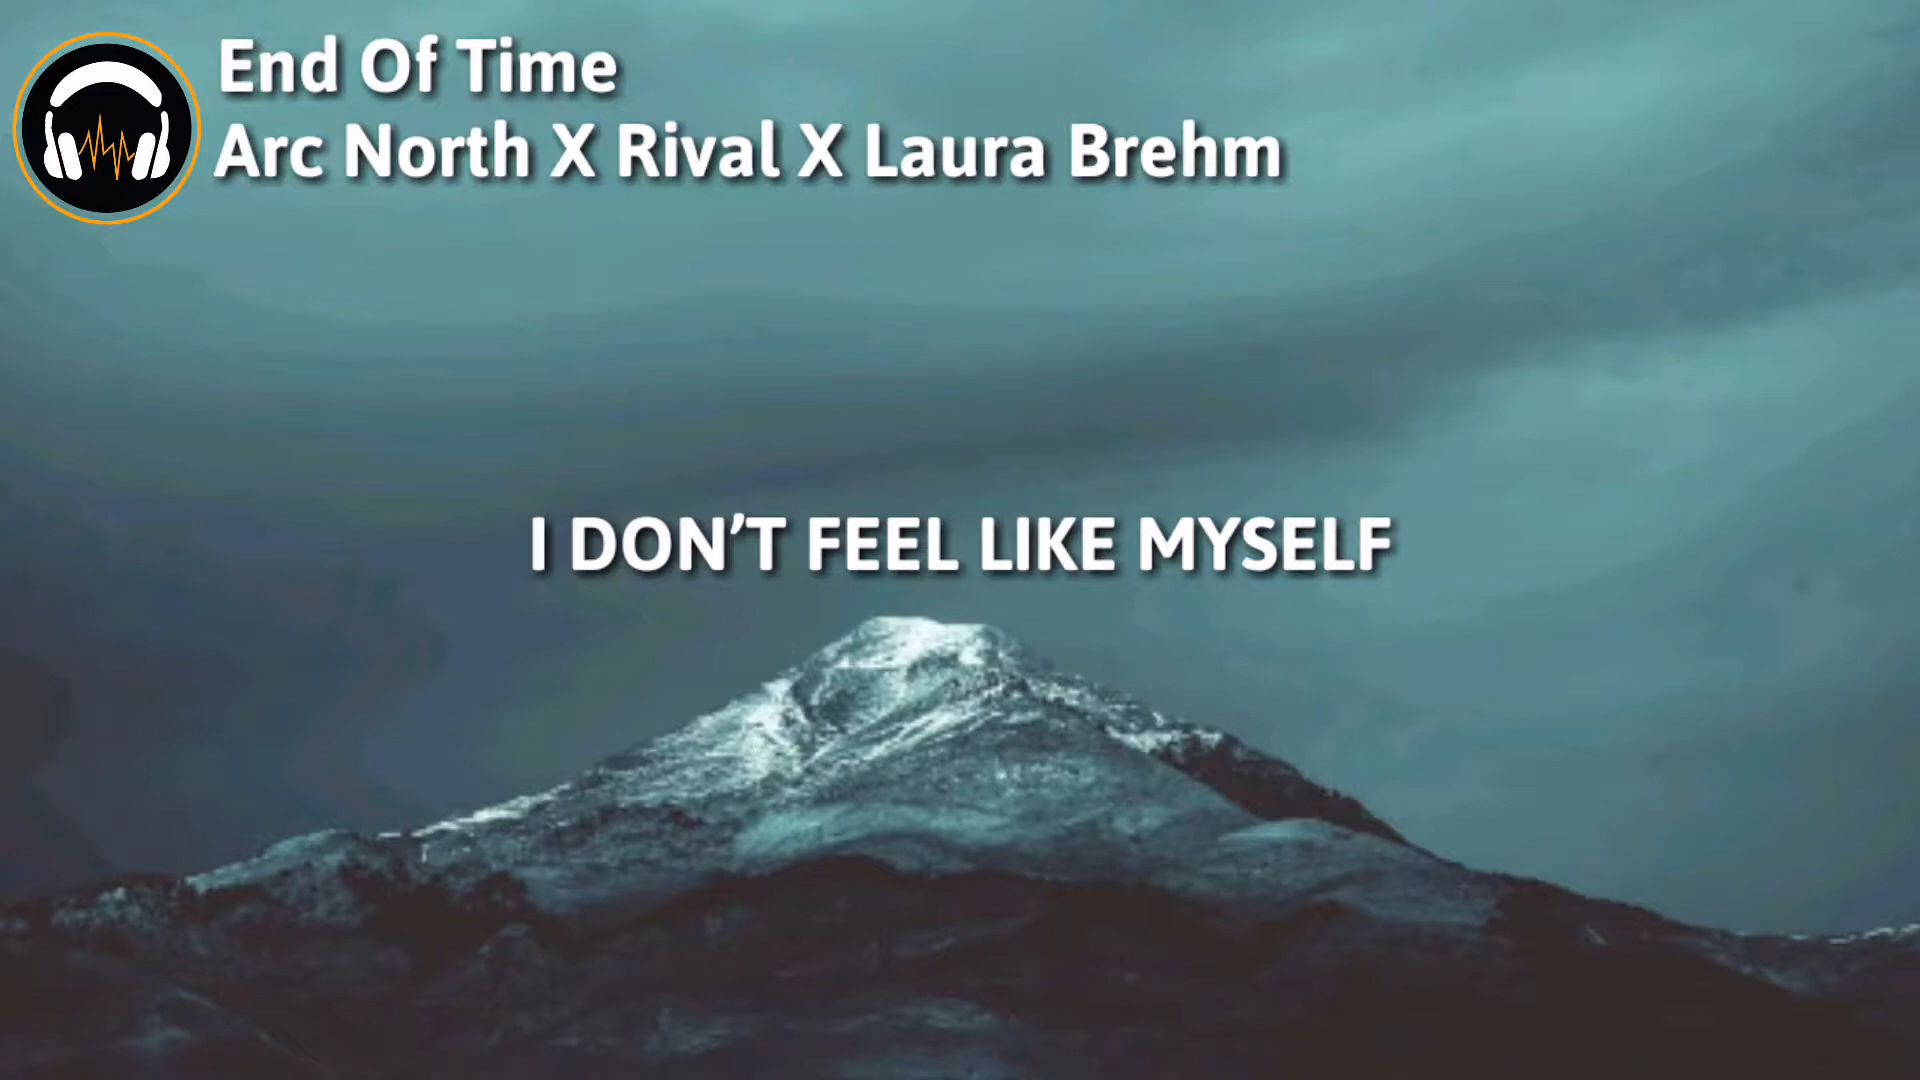 End Of Time
Arc North X Rival X Laura Brehm
I DON’T FEEL LIKE MYSELF